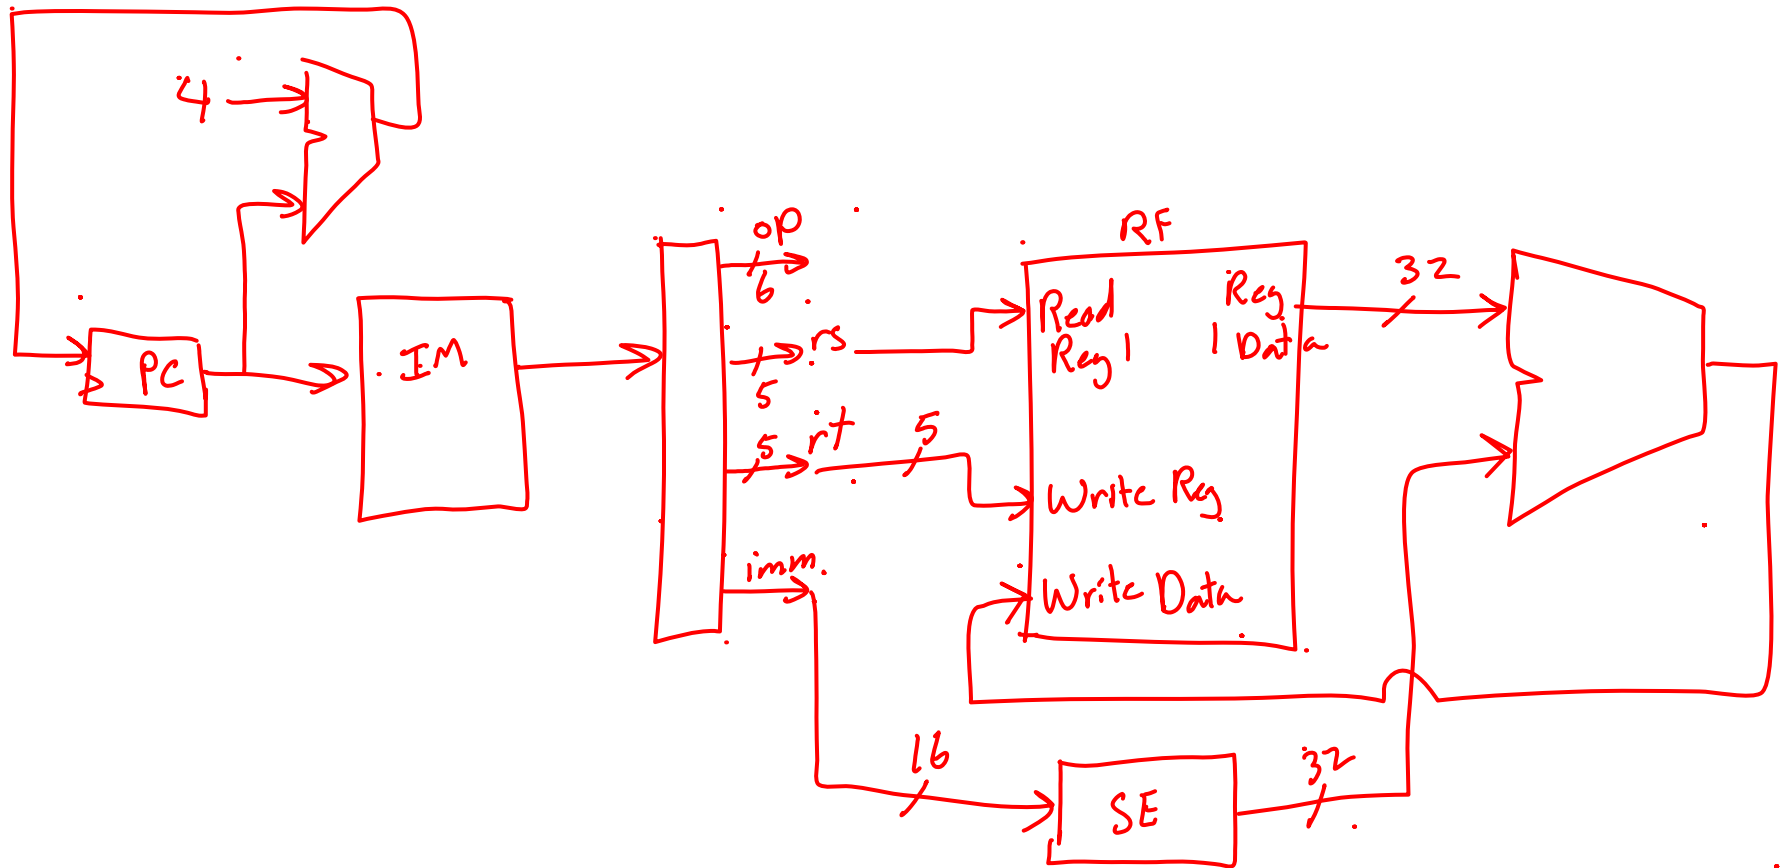 4
PC
IM
op
6
rs
5
5
rt
5
imm.
RF
Read
Reg 1
Reg
1 Data
Write Reg
Write Data
32
16
SE
32